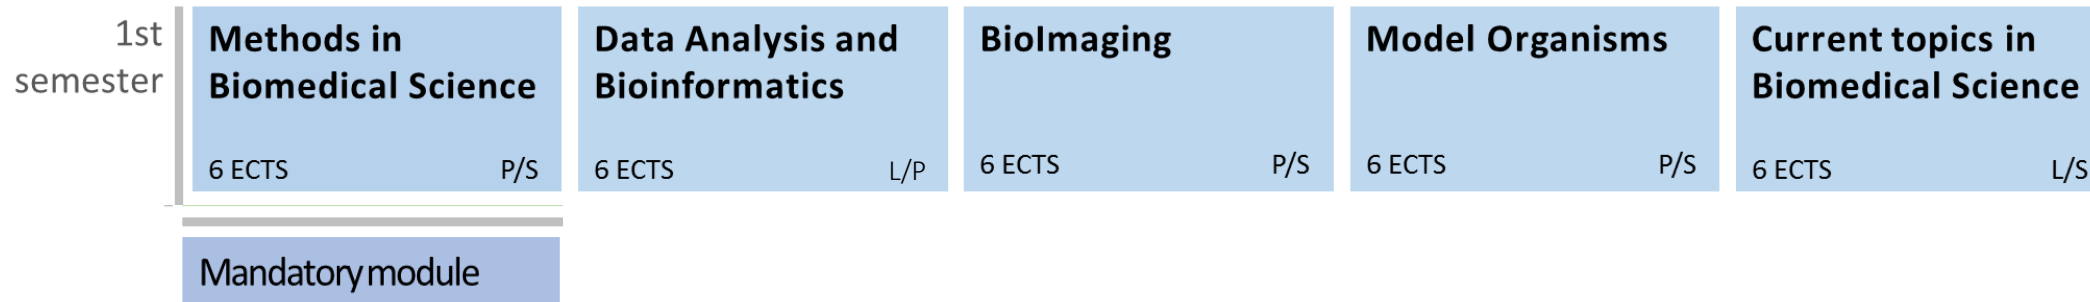 1st
semester
Methods in
Biomedical Science
6 ECTS P/S
Data Analysis and
Bioinformatics
6 ECTS L/P
BioImaging
6 ECTS P/S
Model Organisms
6 ECTS P/S
Current topics in
Biomedical Science
6 ECTS L/S
Mandatory module